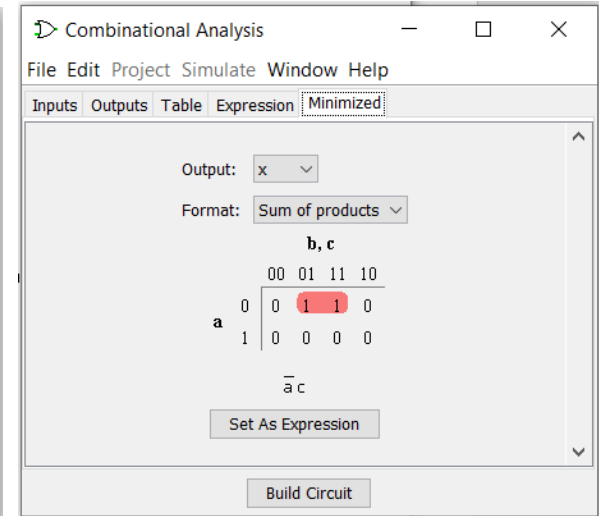 Combinational Analysis
File Edit Project Simulate Window Help
Inputs Outputs Table Expression Minimized
Output: x
Format: Sum of products
b, c
00 01 11 10
0 0 1 1 0
a
1 0 0 0 0
a̅ c
Set As Expression
Build Circuit